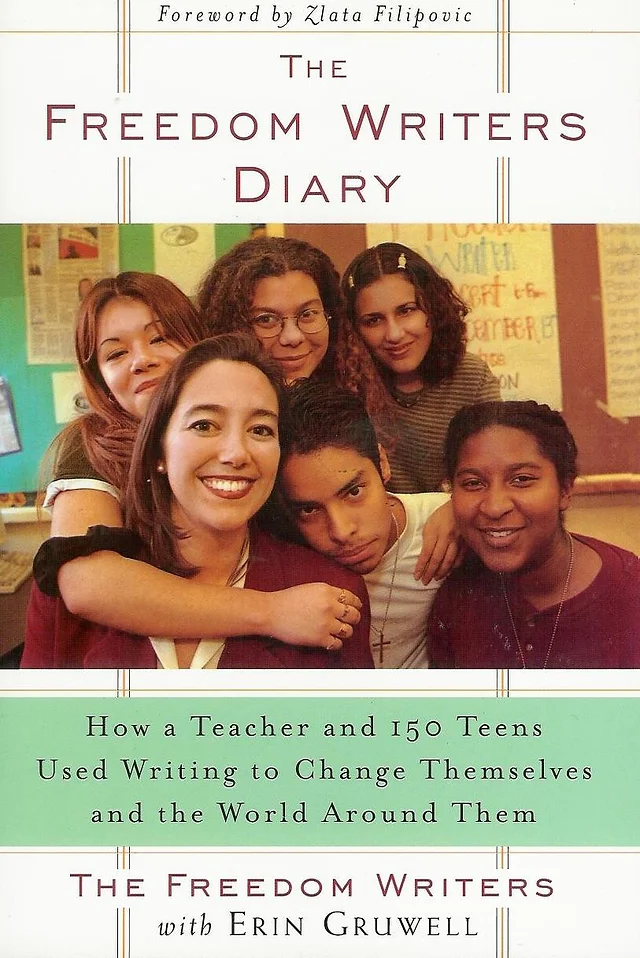 Foreword by Zlata Filipovic
THE
FREEDOM WRITERS
DIARY
WRITER
How a Teacher and 150 Teens
Used Writing to Change Themselves
and the World Around Them
THE FREEDOM WRITERS
with ERIN GRUWELL